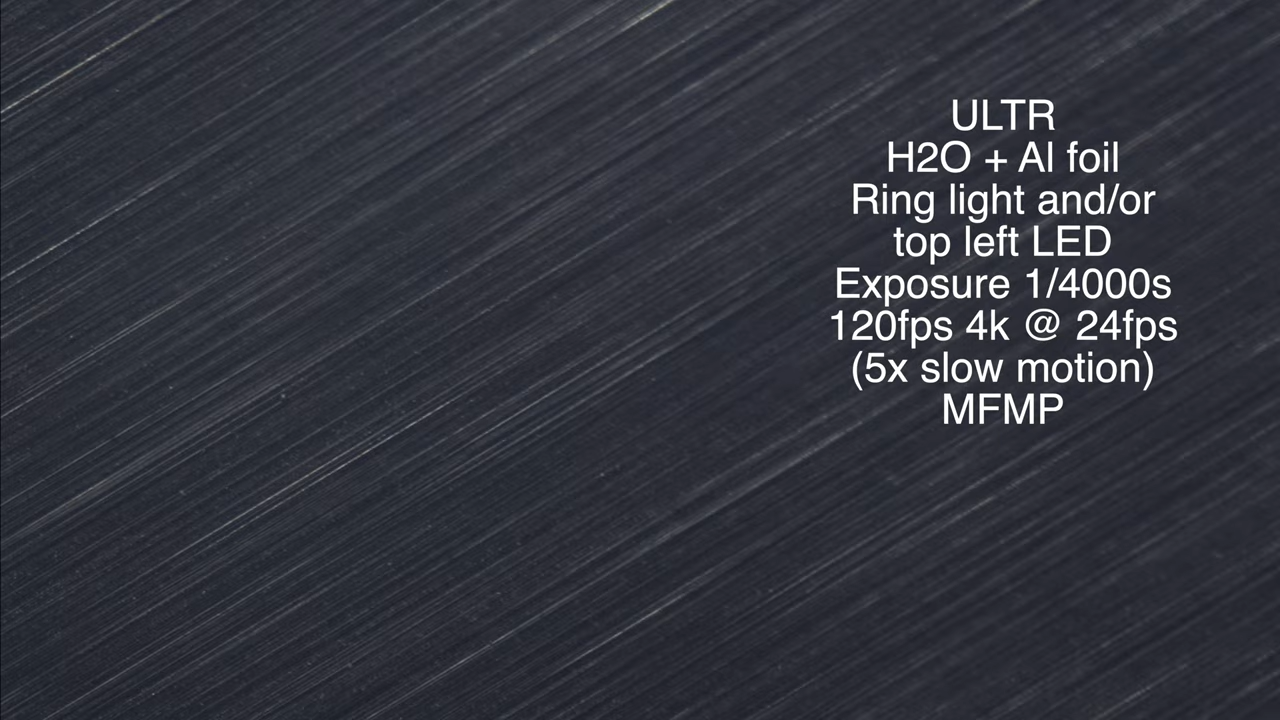 ULTR
H2O + Al foil
Ring light and/or
top left LED
Exposure 1/4000s
120fps 4k @ 24fps
(5x slow motion)
MFMP